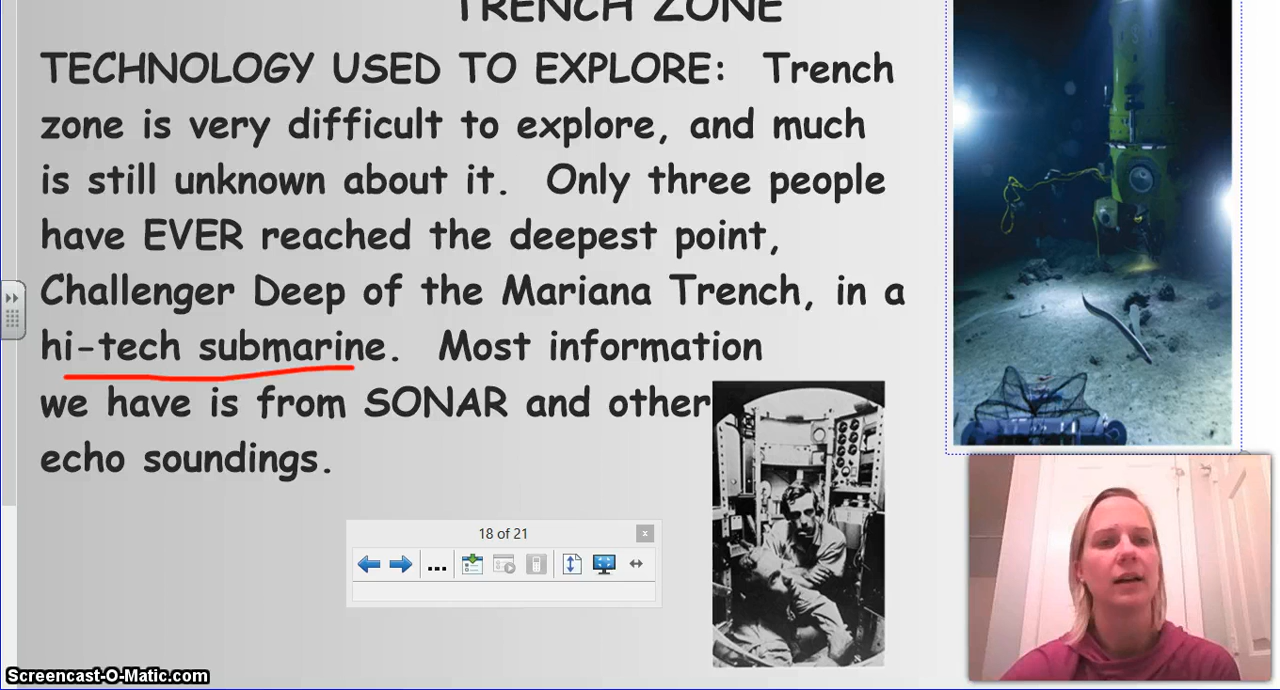 TRENCH ZONE
TECHNOLOGY USED TO EXPLORE: Trench
zone is very difficult to explore, and much
is still unknown about it. Only three people
have EVER reached the deepest point,
Challenger Deep of the Mariana Trench, in a
hi-tech submarine. Most information
we have is from SONAR and other
echo soundings.
18 of 21
Screencast-O-Matic.com